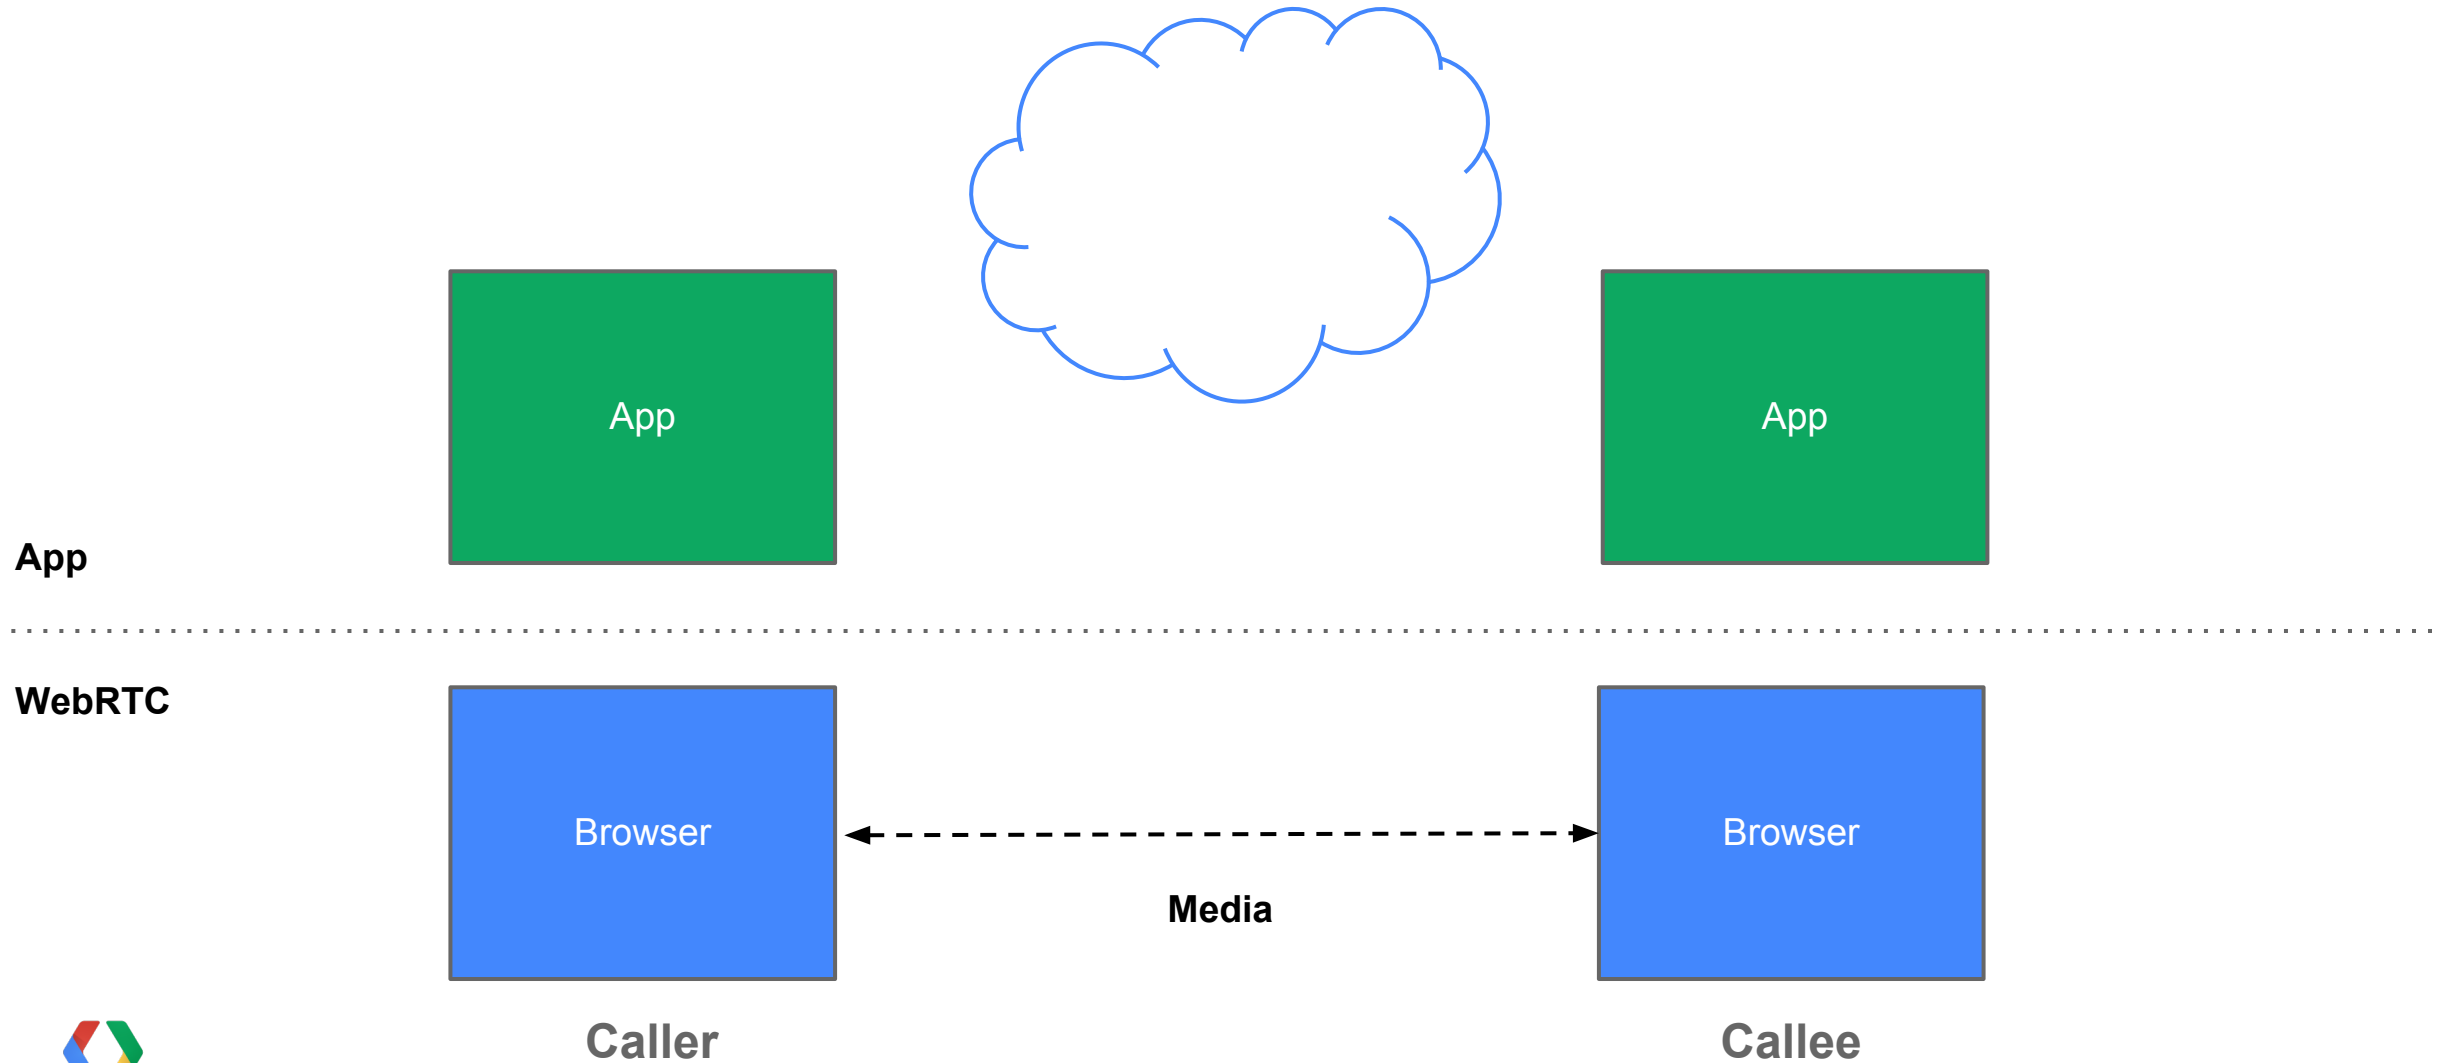 App
App
App
WebRTC
Browser
Browser
Media
Caller
Callee